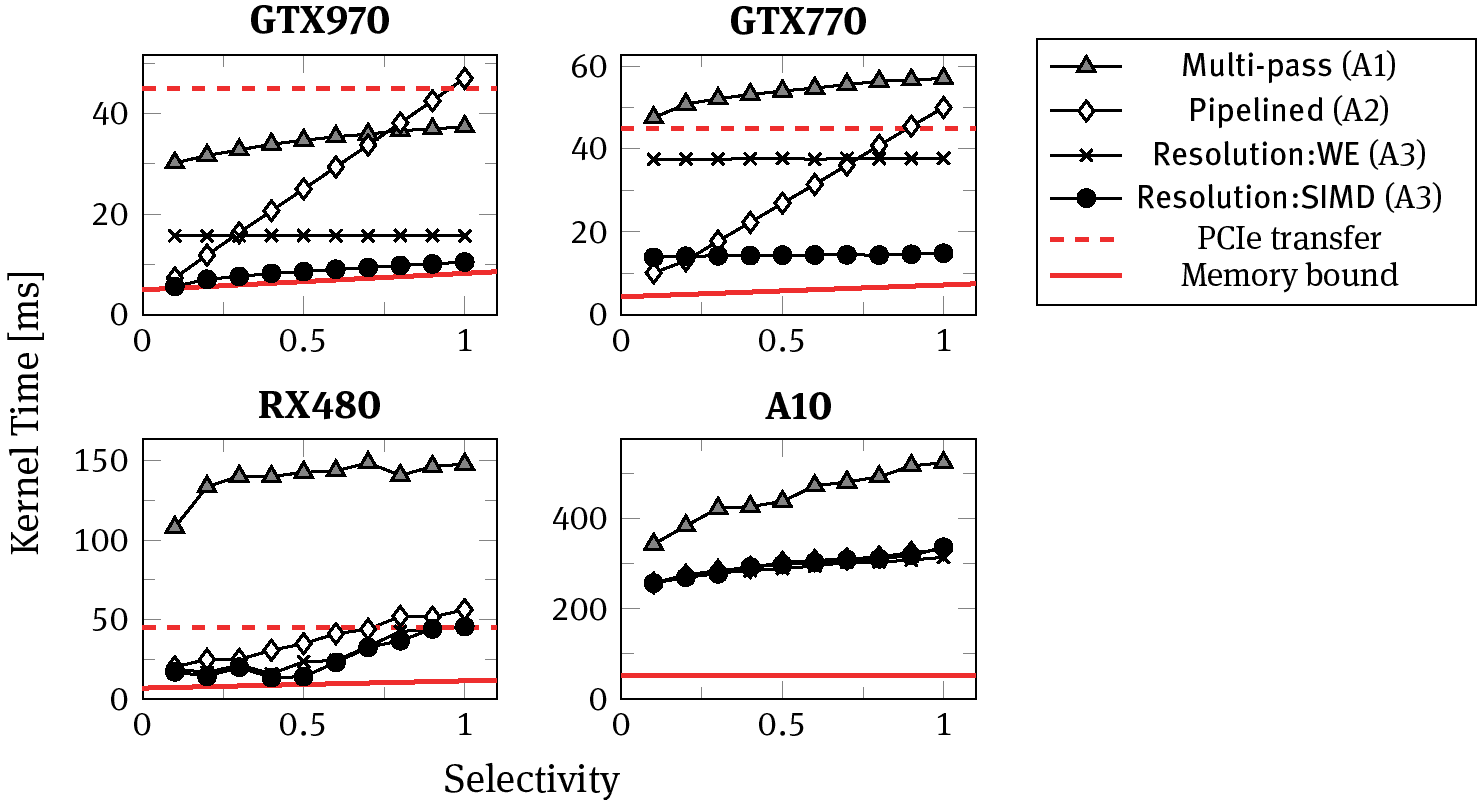 GTX970
GTX770
40
20
0
0 0.5 1
60
40
20
0
0 0.5 1
Multi-pass (A1)
Pipelined (A2)
Resolution:WE (A3)
Resolution:SIMD (A3)
PCIe transfer
Memory bound
Kernel Time [ms]
RX480
A10
150
100
50
0
0 0.5 1
400
200
0
0 0.5 1
Selectivity